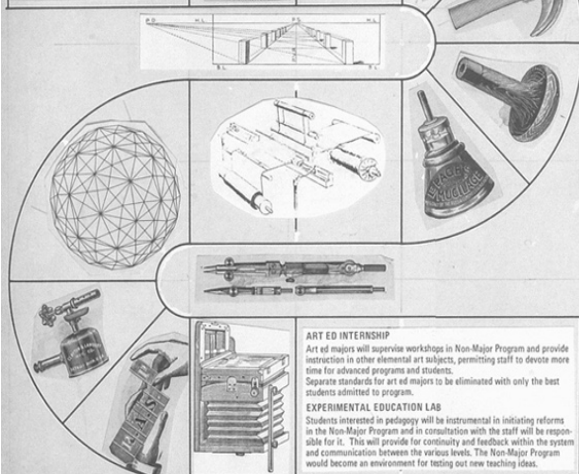 P.D. H.L. P.S. H.L.
B.L. B.L.
MUCILAGE
ART ED INTERNSHIP
Art ed majors will supervise workshops in Non-Major Program and provide
instruction in other elemental art subjects, permitting staff to devote more
time for advanced programs and students.
Separate standards for art ed majors to be eliminated with only the best
students admitted to program.
EXPERIMENTAL EDUCATION LAB
Students interested in pedagogy will be instrumental in initiating reforms
in the Non-Major Program and in consultation with the staff will be respon-
sible for it. This will provide for continuity and feedback within the system
and communication between the various levels. The Non-Major Program
would become an environment for testing out new teaching ideas.